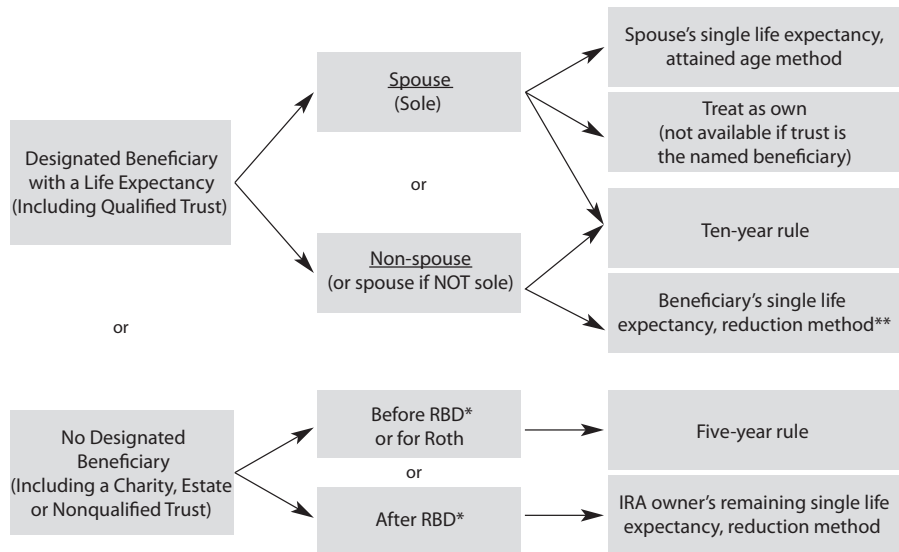 Designated Beneficiary
with a Life Expectancy
(Including Qualified Trust)
or
No Designated
Beneficiary
(Including a Charity, Estate
or Nonqualified Trust)
Spouse
(Sole)
or
Non-spouse
(or spouse if NOT sole)
Before RBD*
or for Roth
or
After RBD*
Spouse's single life expectancy,
attained age method
Treat as own
(not available if trust is
the named beneficiary)
Ten-year rule
Beneficiary's single life
expectancy, reduction method**
Five-year rule
IRA owner's remaining single life
expectancy, reduction method